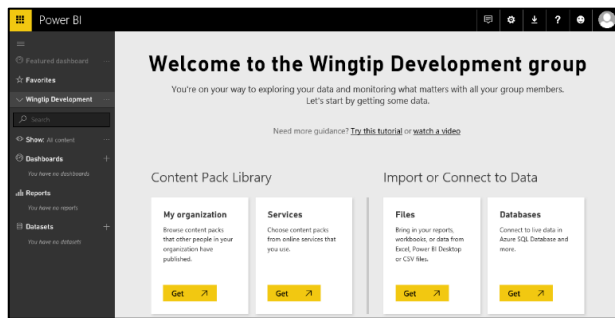 Power BI
?
Featured dashboard
Favorites
Wingtip Development
Search
Show: All content
Dashboards
You have no dashboards
Reports
You have no reports
Datasets
You have no datasets
Welcome to the Wingtip Development group
You're on your way to exploring your data and monitoring what matters with all your group members.
Let's start by getting some data.
Need more guidance? Try this tutorial or watch a video
Content Pack Library
Import or Connect to Data
My organization
Browse content packs
that other people in your
organization have
published.
Get
Services
Choose content packs
from online services that
you use.
Get
Files
Bring in your reports,
workbooks, or data from
Excel, Power BI Desktop
or CSV files.
Get
Databases
Connect to live data in
Azure SQL Database and
more.
Get